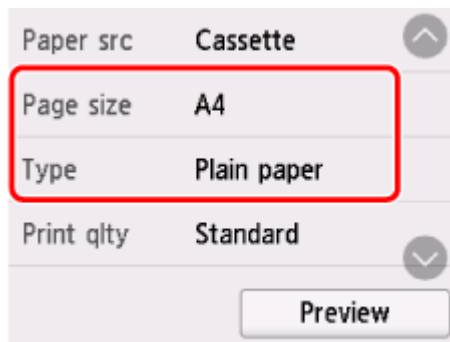 Paper src Cassette
Page size A4
Type Plain paper
Print qlty Standard
Preview